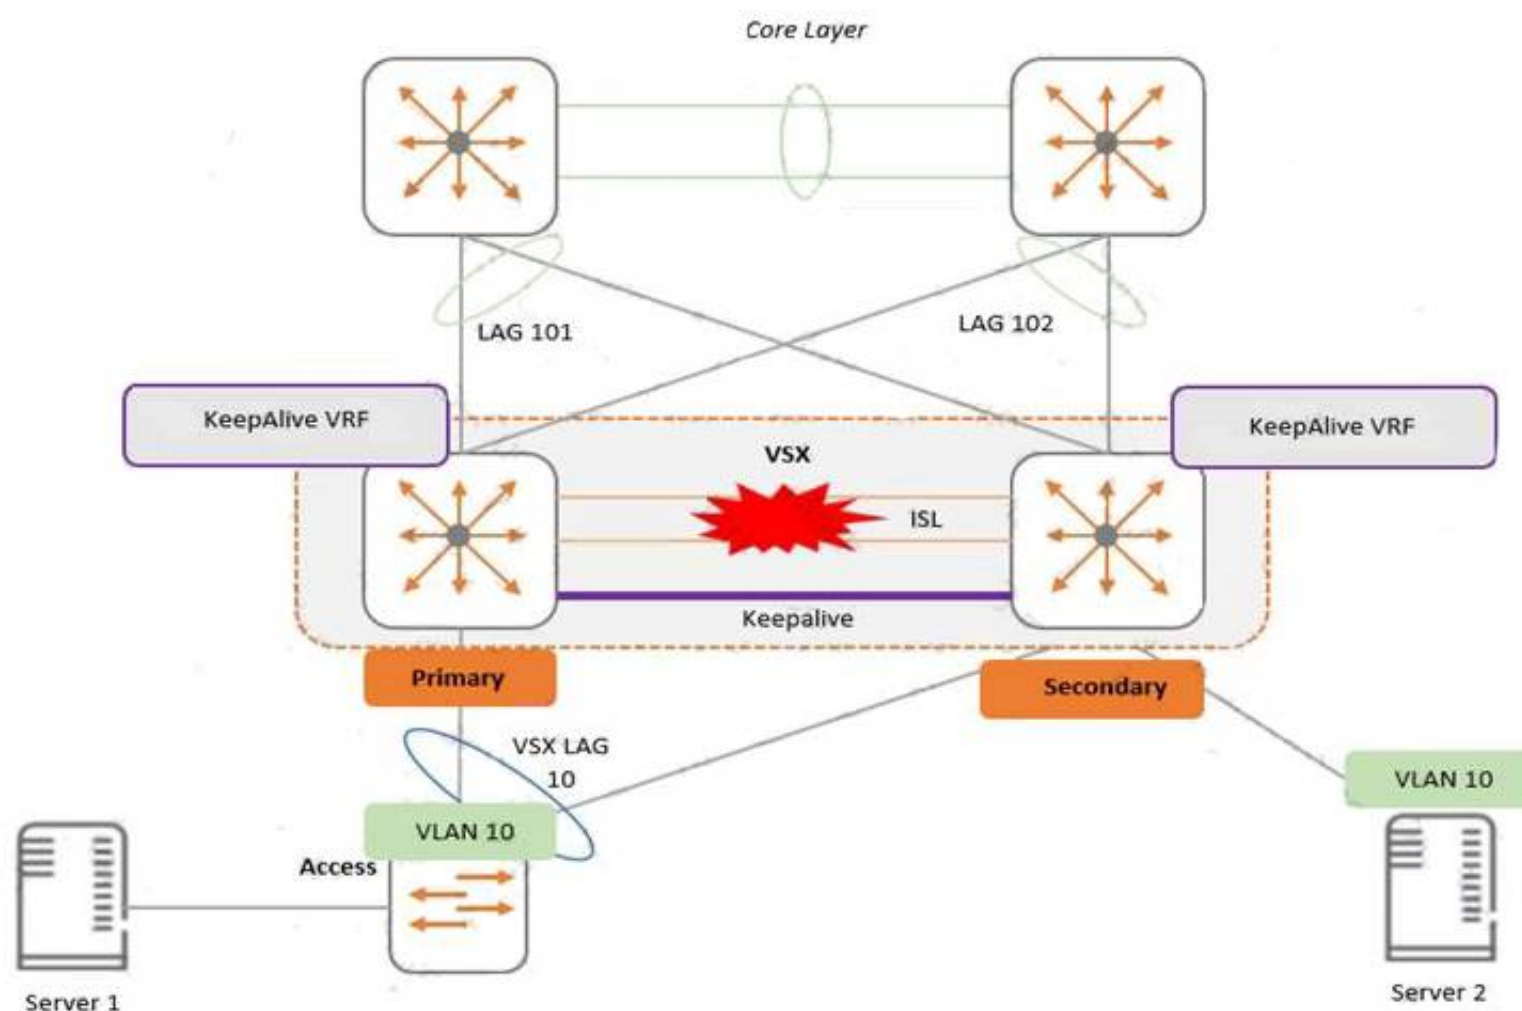 Core Layer
LAG 101
LAG 102
KeepAlive VRF
KeepAlive VRF
VSX
ISL
Keepalive
Primary
Secondary
VSX LAG
10
VLAN 10
VLAN 10
Access
Server 1
Server 2